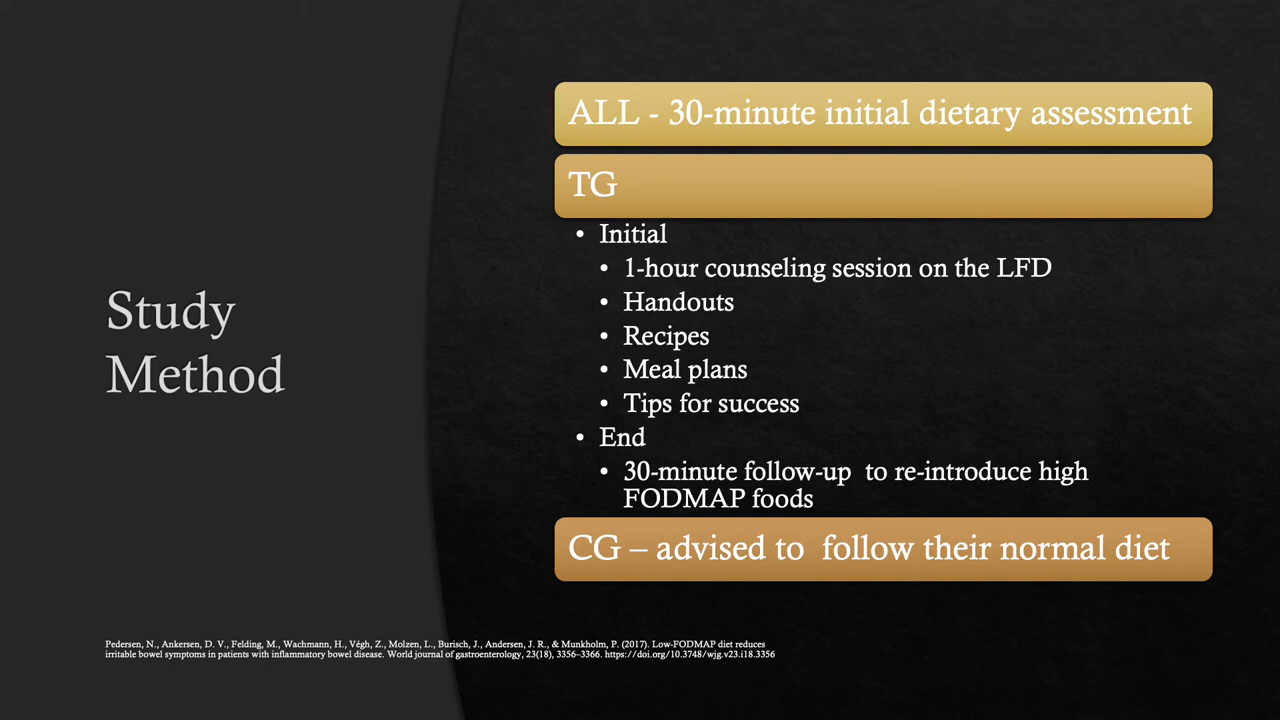 Study
Method
ALL - 30-minute initial dietary assessment
TG
• Initial
• 1-hour counseling session on the LFD
• Handouts
• Recipes
• Meal plans
• Tips for success
• End
• 30-minute follow-up  to re-introduce high
FODMAP foods
CG – advised to  follow their normal diet
Pedersen, N., Ankersen, D. V., Felding, M., Wachmann, H., Végh, Z., Molzen, L., Burisch, J., Andersen, J. R., & Munkholm, P. (2017). Low-FODMAP diet reduces
irritable bowel symptoms in patients with inflammatory bowel disease. World journal of gastroenterology, 23(18), 3356–3366. https://doi.org/10.3748/wjg.v23.i18.3356